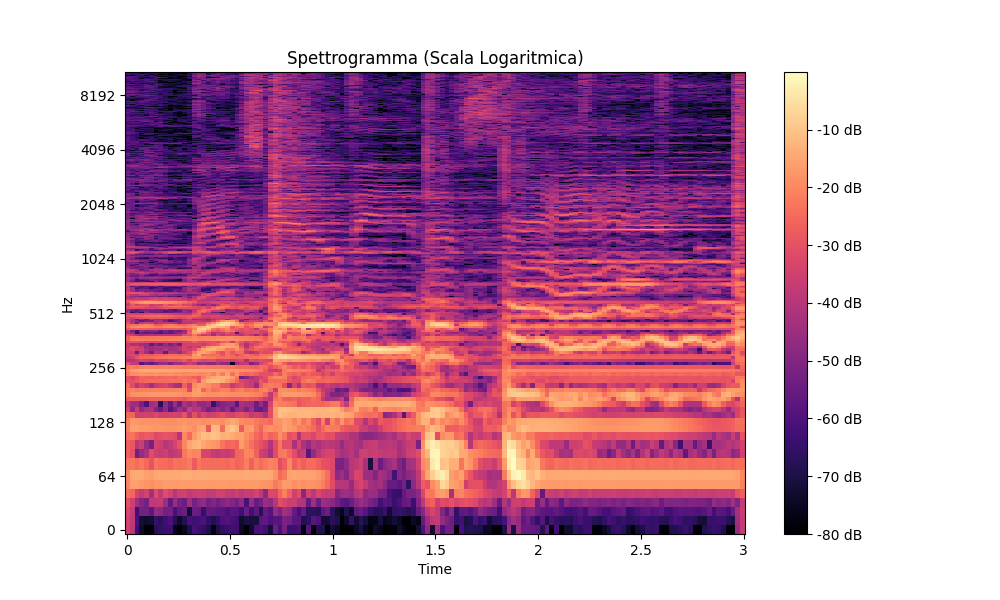 Spettrogramma (Scala Logaritmica)
8192
4096
2048
1024
512
256
128
64
0
Hz
0
0.5
1
1.5
2
2.5
3
Time
-10 dB
-20 dB
-30 dB
-40 dB
-50 dB
-60 dB
-70 dB
-80 dB